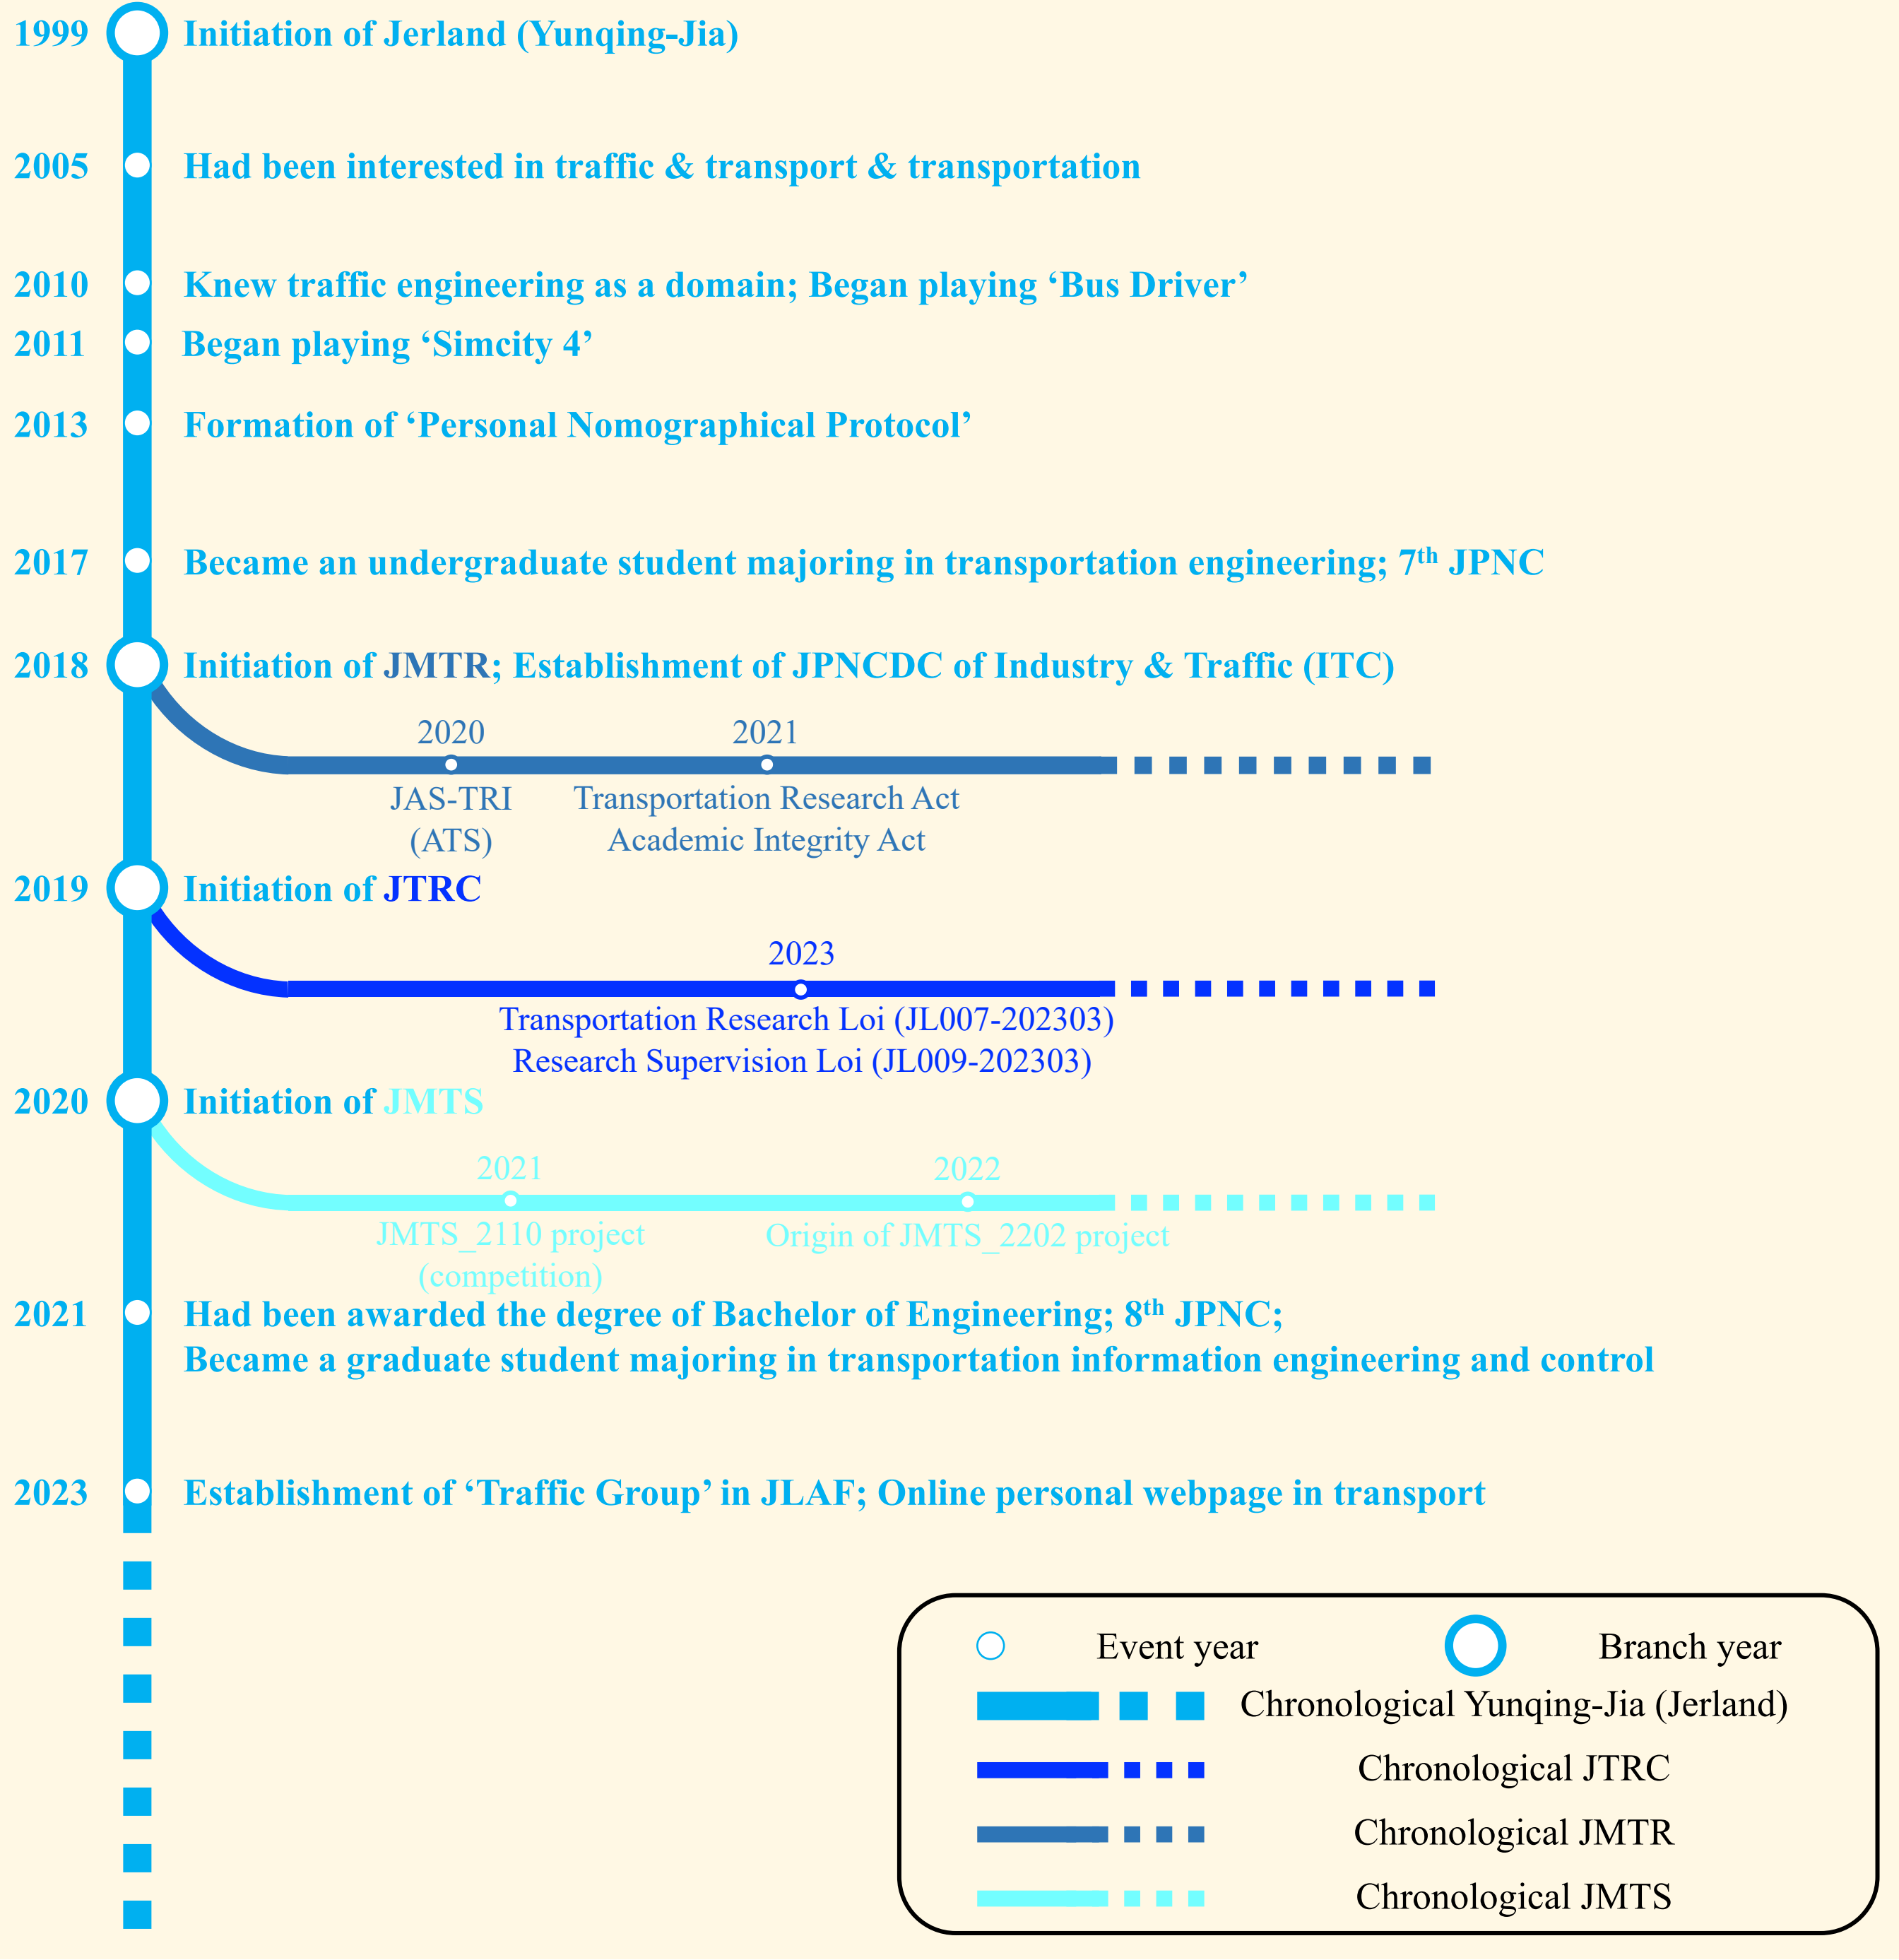 1999 Initiation of Jerland (Yunqing-Jia)
2005 Had been interested in traffic & transport & transportation
2010 Knew traffic engineering as a domain; Began playing ‘Bus Driver’
2011 Began playing ‘Simcity 4’
2013 Formation of ‘Personal Nomographical Protocol’
2017 Became an undergraduate student majoring in transportation engineering; 7th JPNC
2018 Initiation of JMTR; Establishment of JPNCDC of Industry & Traffic (ITC)
2020 2021
JAS-TRI Transportation Research Act
(ATS) Academic Integrity Act
2019 Initiation of JTRC
2023
Transportation Research Loi (JL007-202303)
Research Supervision Loi (JL009-202303)
2020 Initiation of JMTS
2021 2022
JMTS_2110 project Origin of JMTS_2202 project
(competition)
2021 Had been awarded the degree of Bachelor of Engineering; 8th JPNC;
Became a graduate student majoring in transportation information engineering and control
2023 Establishment of ‘Traffic Group’ in JLAF; Online personal webpage in transport
Event year Branch year
Chronological Yunqing-Jia (Jerland)
Chronological JTRC
Chronological JMTR
Chronological JMTS